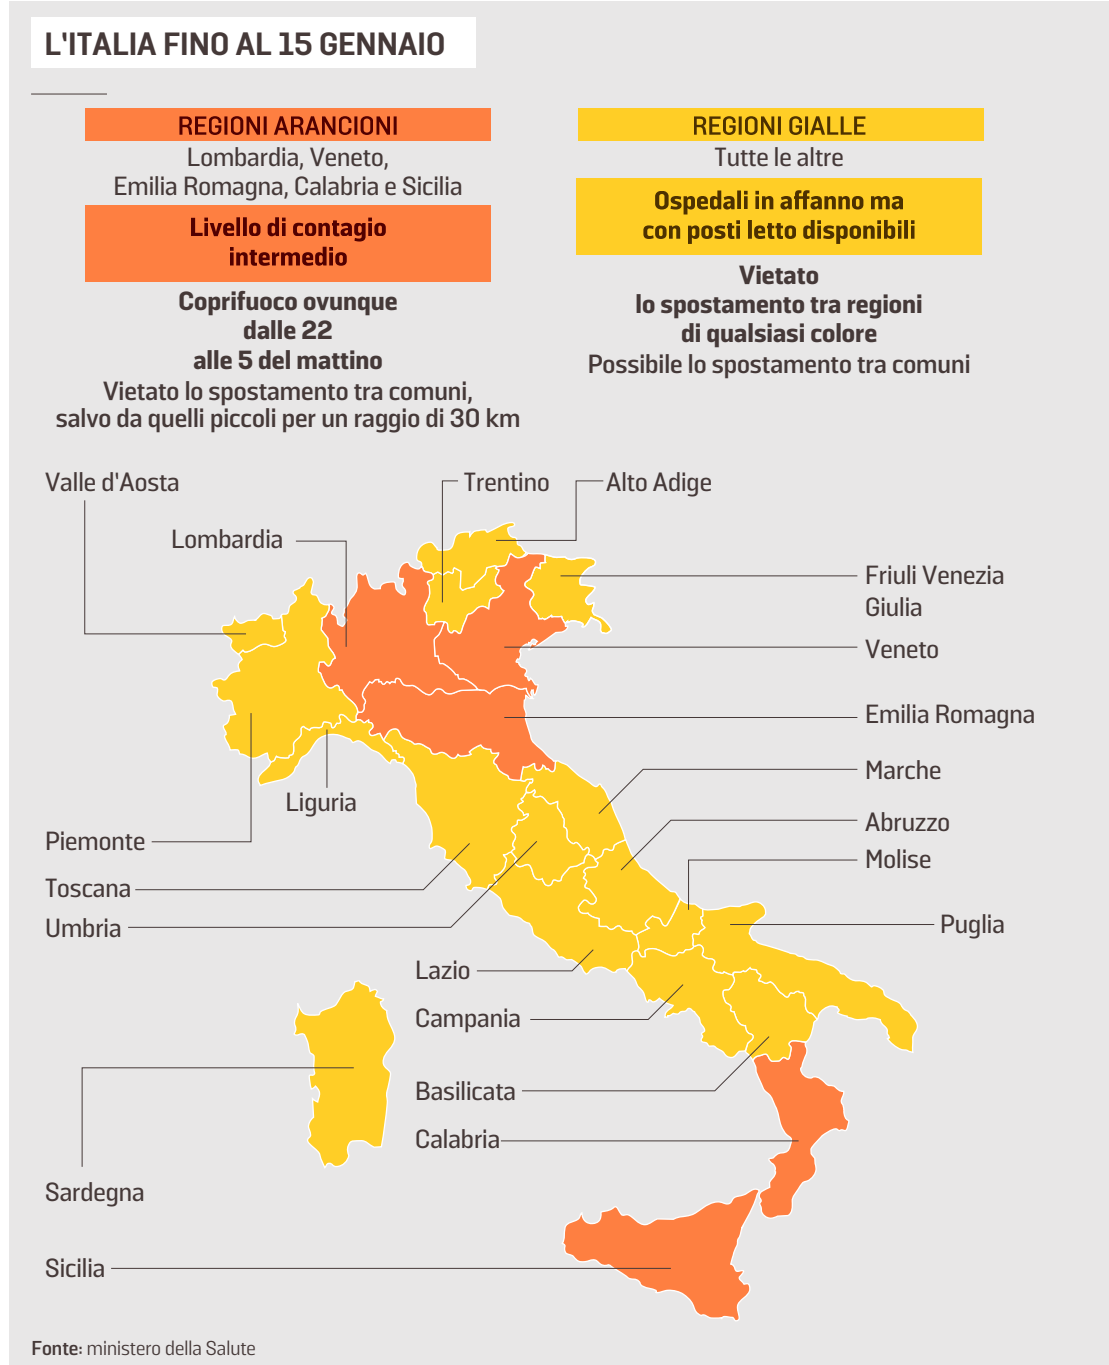 L'ITALIA FINO AL 15 GENNAIO
REGIONI ARANCIONI
Lombardia, Veneto,
Emilia Romagna, Calabria e Sicilia
Livello di contagio
intermedio
Coprifuoco ovunque
dalle 22
alle 5 del mattino
Vietato lo spostamento tra comuni,
salvo da quelli piccoli per un raggio di 30 km
REGIONI GIALLE
Tutte le altre
Ospedali in affanno ma
con posti letto disponibili
Vietato
lo spostamento tra regioni
di qualsiasi colore
Possibile lo spostamento tra comuni
Valle d'Aosta
Trentino
Alto Adige
Lombardia
Friuli Venezia
Giulia
Veneto
Emilia Romagna
Marche
Liguria
Abruzzo
Piemonte
Molise
Toscana
Umbria
Puglia
Lazio
Campania
Basilicata
Calabria
Sardegna
Sicilia
Fonte: ministero della Salute